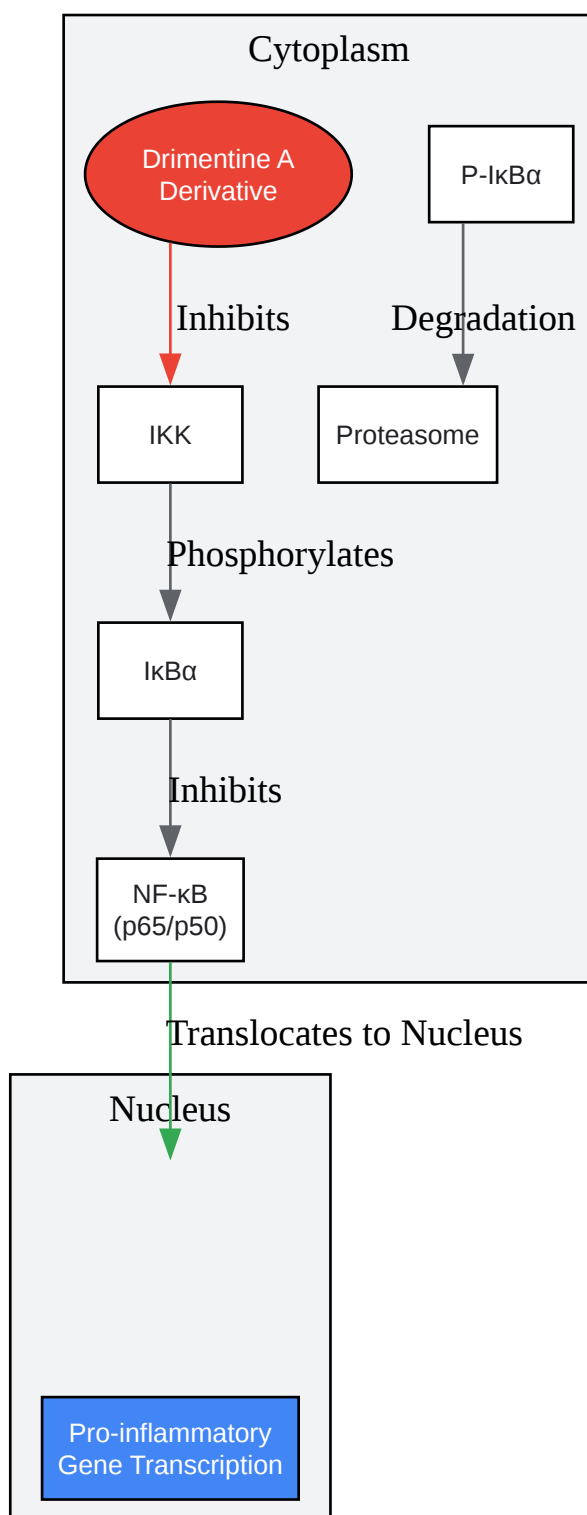 Cytoplasm
Drimentine A
Derivative
P-IκBα
Inhibits
Degradation
IKK
Proteasome
Phosphorylates
IκBα
Inhibits
NF-κB
(p65/p50)
Translocates to Nucleus
Nucleus
Pro-inflammatory
Gene Transcription